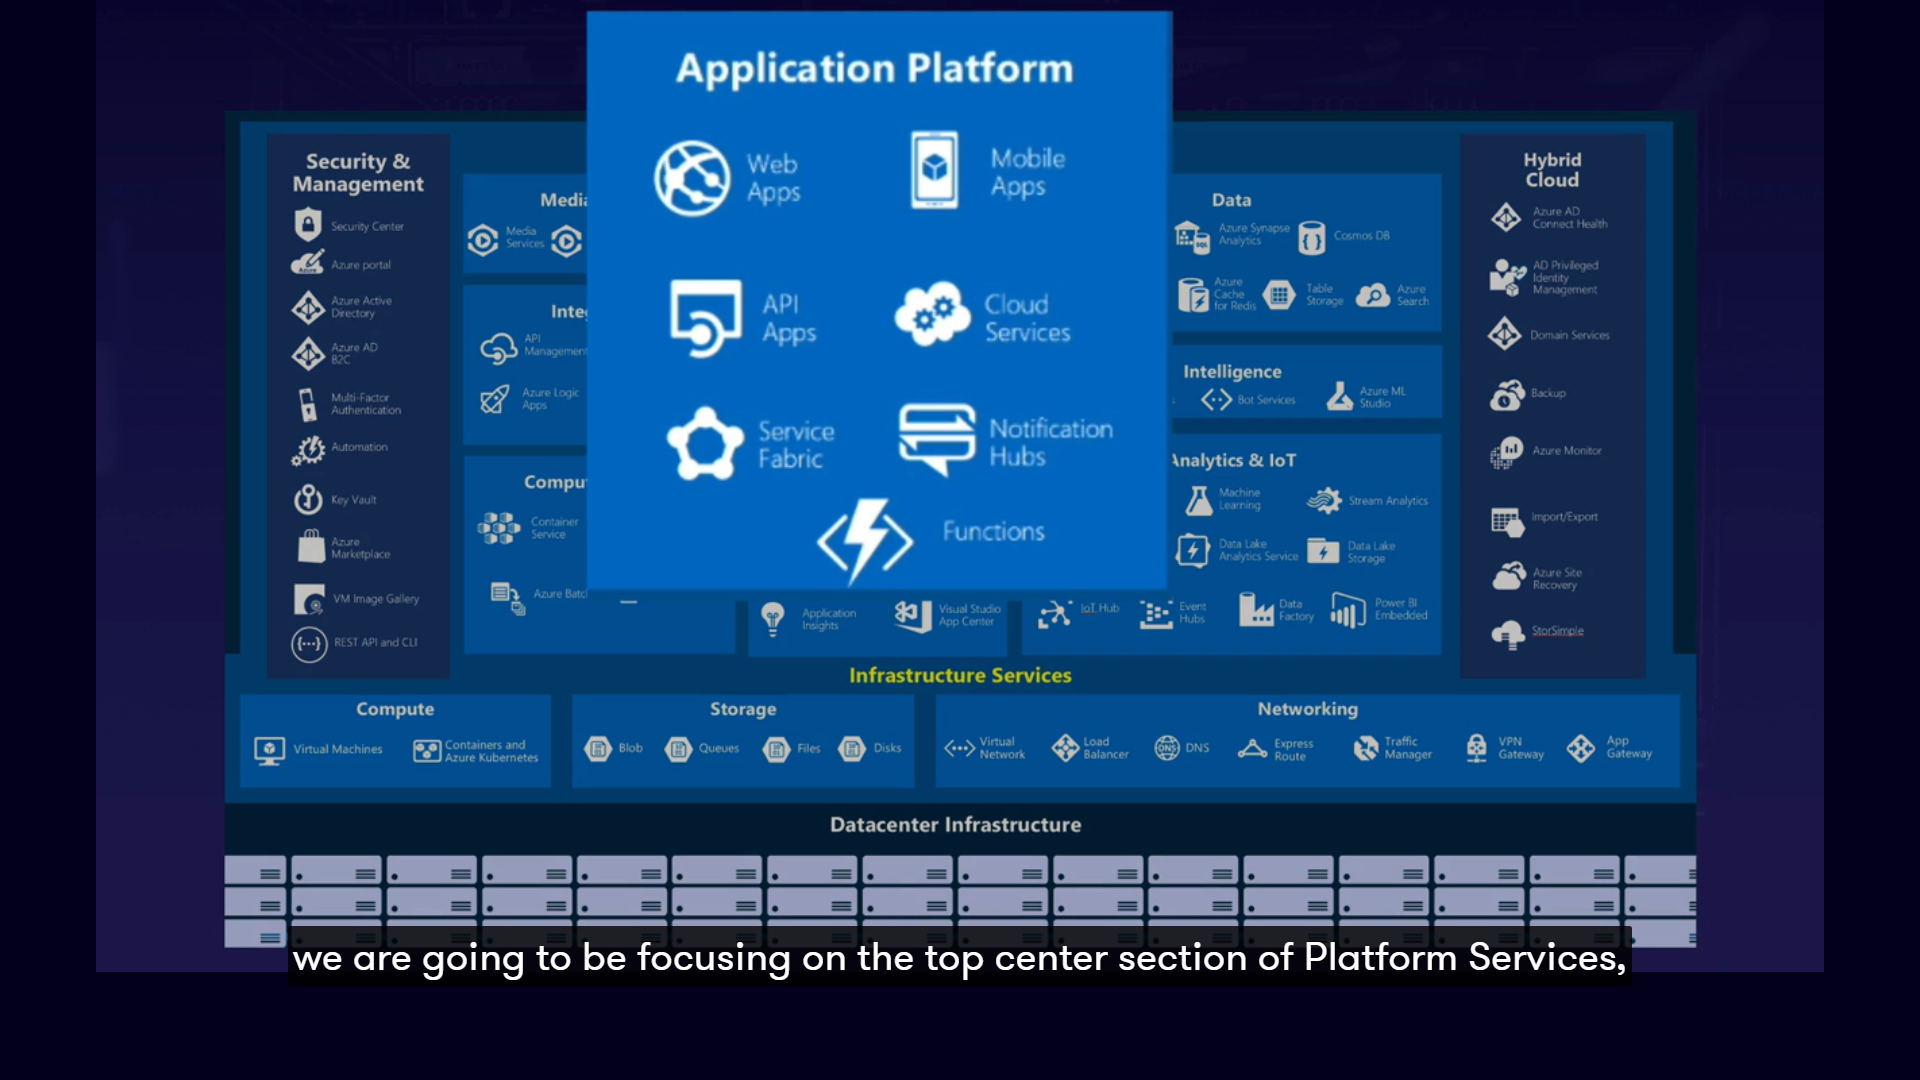 Application Platform
Web
Apps
Mobile
Apps
API
Apps
Cloud
Services
Service
Fabric
Notification
Hubs
Functions
Security &
Management
Security Center
Azure portal
Azure Active
Directory
Azure AD
B2C
Multi-Factor
Authentication
Automation
Key Vault
Azure
Marketplace
VM Image Gallery
REST API and CLI
Media
Services
API
Management
Azure Logic
Apps
Container
Service
Application
Insights
Visual Studio
App Center
Data
Azure Synapse
Analytics
Cosmos DB
Azure
Cache
for Redis
Table
Storage
Azure
Search
Intelligence
Bot Services
Azure ML
Studio
Analytics & IoT
Machine
Learning
Stream Analytics
Data Lake
Analytics Service
Data Lake
Storage
IoT Hub
Event
Hubs
Data
Factory
Power BI
Embedded
Hybrid
Cloud
Azure AD
Connect Health
AD Privileged
Identity
Management
Domain Services
Backup
Azure Monitor
Import/Export
Azure Site
Recovery
StorSimple
Infrastructure Services
Compute
Virtual Machines
Containers and
Azure Kubernetes
Storage
Blob
Queues
Files
Disks
Networking
Virtual
Network
Load
Balancer
DNS
Express
Route
Traffic
Manager
VPN
Gateway
App
Gateway
Datacenter Infrastructure
we are going to be focusing on the top center section of Platform Services,